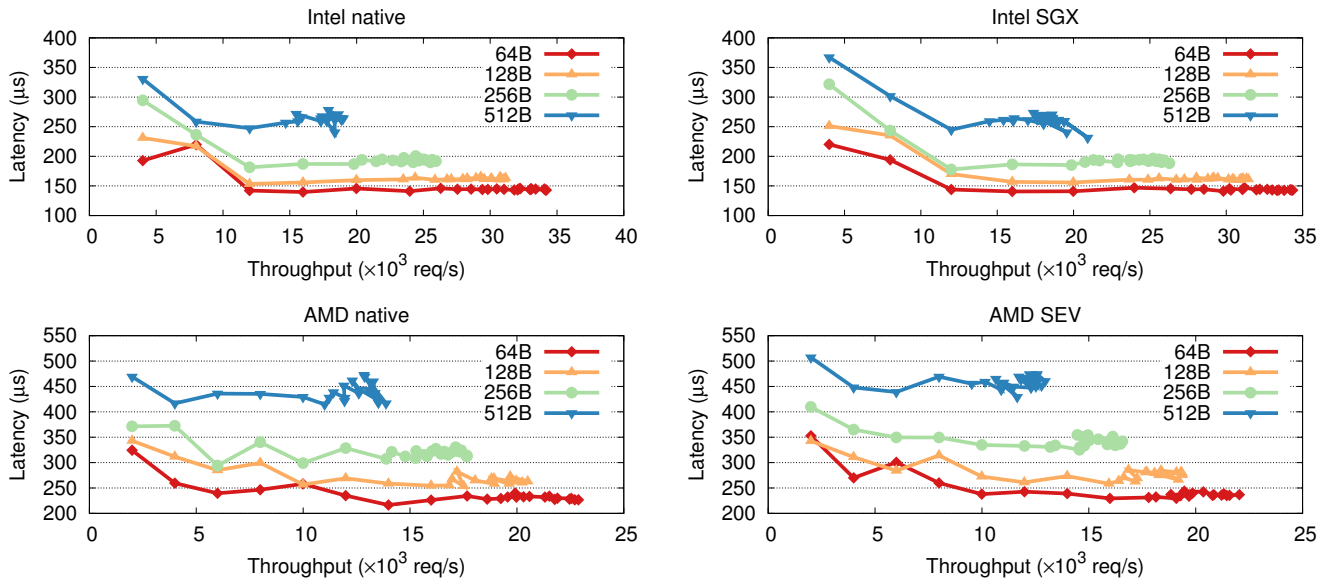 Intel native
Latency (µs)
400
350
300
250
200
150
100
0 5 10 15 20 25 30 35 40
Throughput (×10³ req/s)
64B
128B
256B
512B
Intel SGX
Latency (µs)
400
350
300
250
200
150
100
0 5 10 15 20 25 30 35
Throughput (×10³ req/s)
64B
128B
256B
512B
AMD native
Latency (µs)
550
500
450
400
350
300
250
200
0 5 10 15 20 25
Throughput (×10³ req/s)
64B
128B
256B
512B
AMD SEV
Latency (µs)
550
500
450
400
350
300
250
200
0 5 10 15 20 25
Throughput (×10³ req/s)
64B
128B
256B
512B